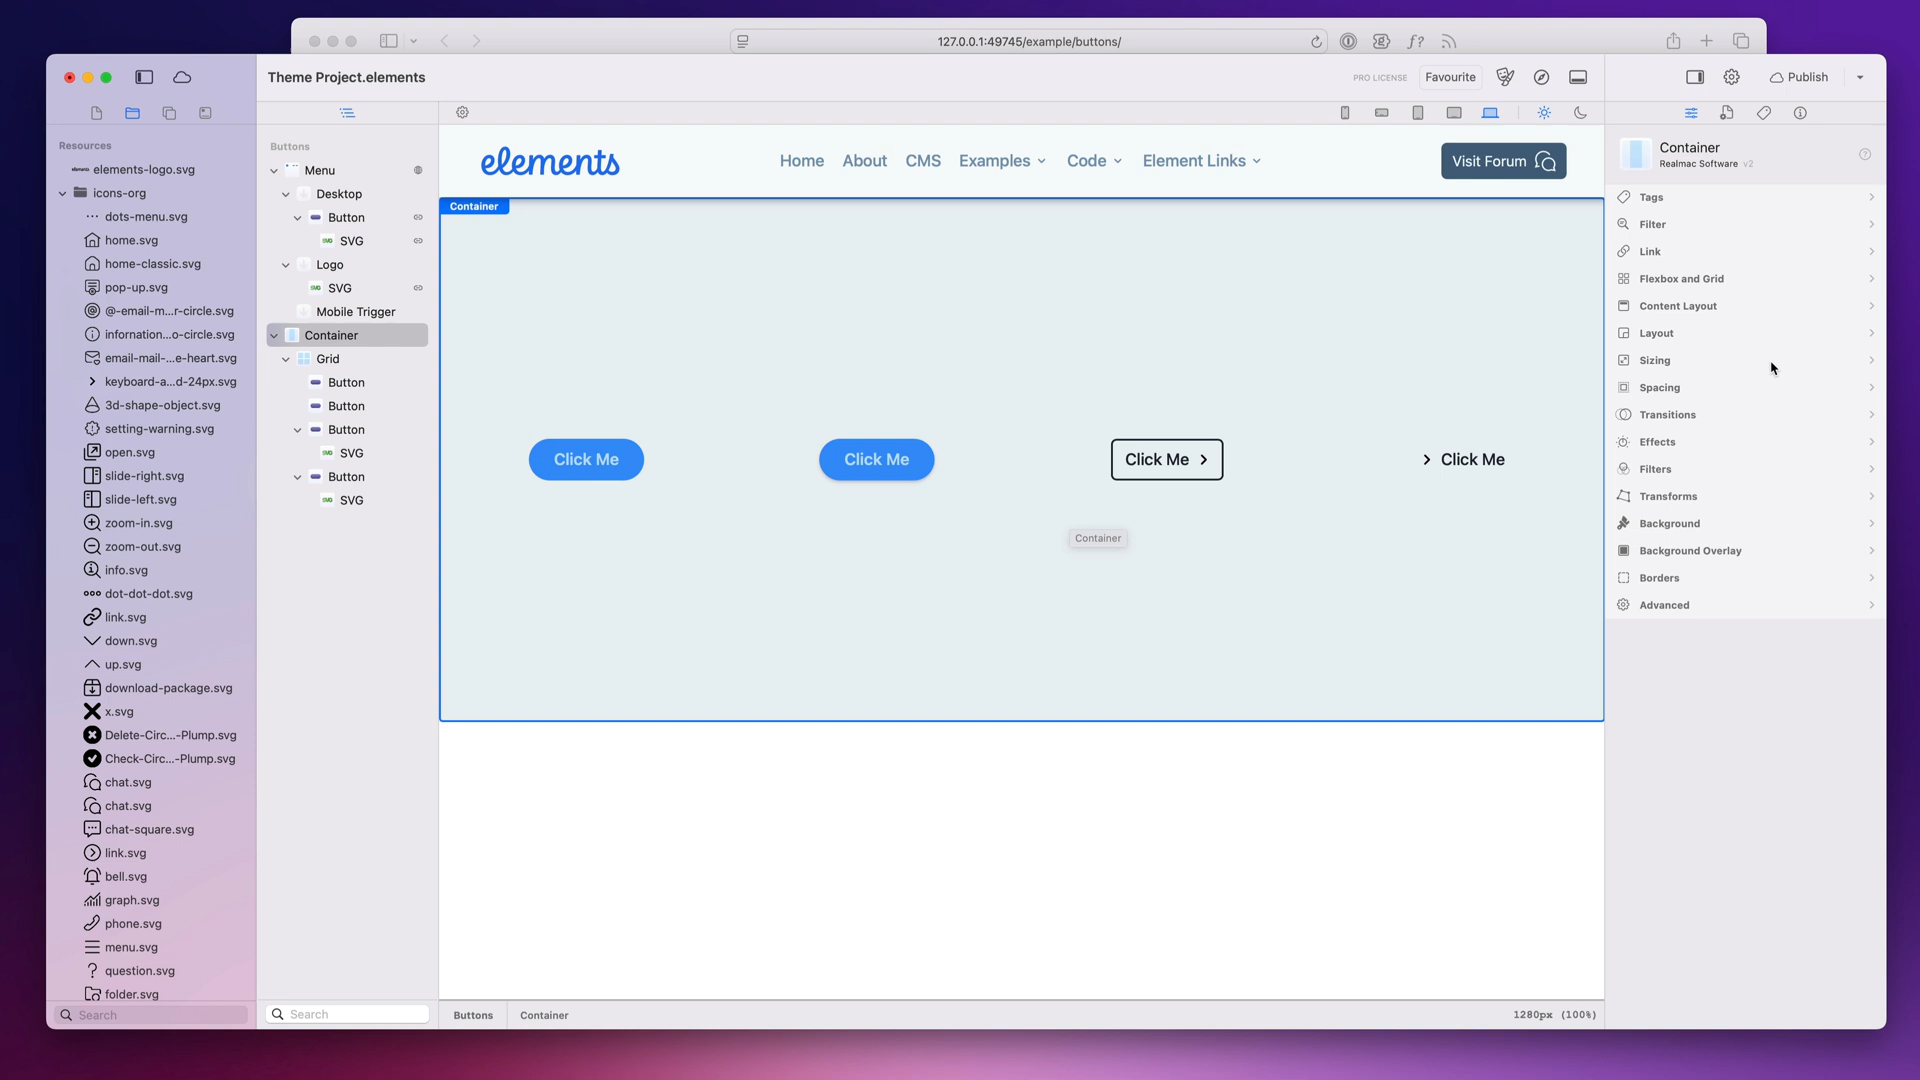 127.0.0.1:49745/example/buttons/
Theme Project.elements
PRO LICENSE
Favourite
Publish
Resources
elements-logo.svg
icons-org
dots-menu.svg
home.svg
home-classic.svg
pop-up.svg
@-email-m...r-circle.svg
infornation...o-circle.svg
email-mail-...e-heart.svg
keyboard-a...d-24px.svg
3d-shape-object.svg
setting-warning.svg
open.svg
slide-right.svg
slide-left.svg
zoom-in.svg
zoom-out.svg
info.svg
dot-dot-dot.svg
link.svg
down.svg
up.svg
download-package.svg
x.svg
Delete-Circ...-Plump.svg
Check-Circ...-Plump.svg
chat.svg
chat.svg
chat-square.svg
link.svg
bell.svg
graph.svg
phone.svg
menu.svg
question.svg
folder.svg
Search
Buttons
Menu
Desktop
Button
SVG
Logo
SVG
Mobile Trigger
Container
Grid
Button
Button
Button
SVG
Button
SVG
Search
elements
Home
About
CMS
Examples
Code
Element Links
Visit Forum
Container
Click Me
Click Me
Click Me
Click Me
Container
Buttons
Container
1280px (100%)
Container
Realmac Software v2
Tags
Filter
Link
Flexbox and Grid
Content Layout
Layout
Sizing
Spacing
Transitions
Effects
Filters
Transforms
Background
Background Overlay
Borders
Advanced